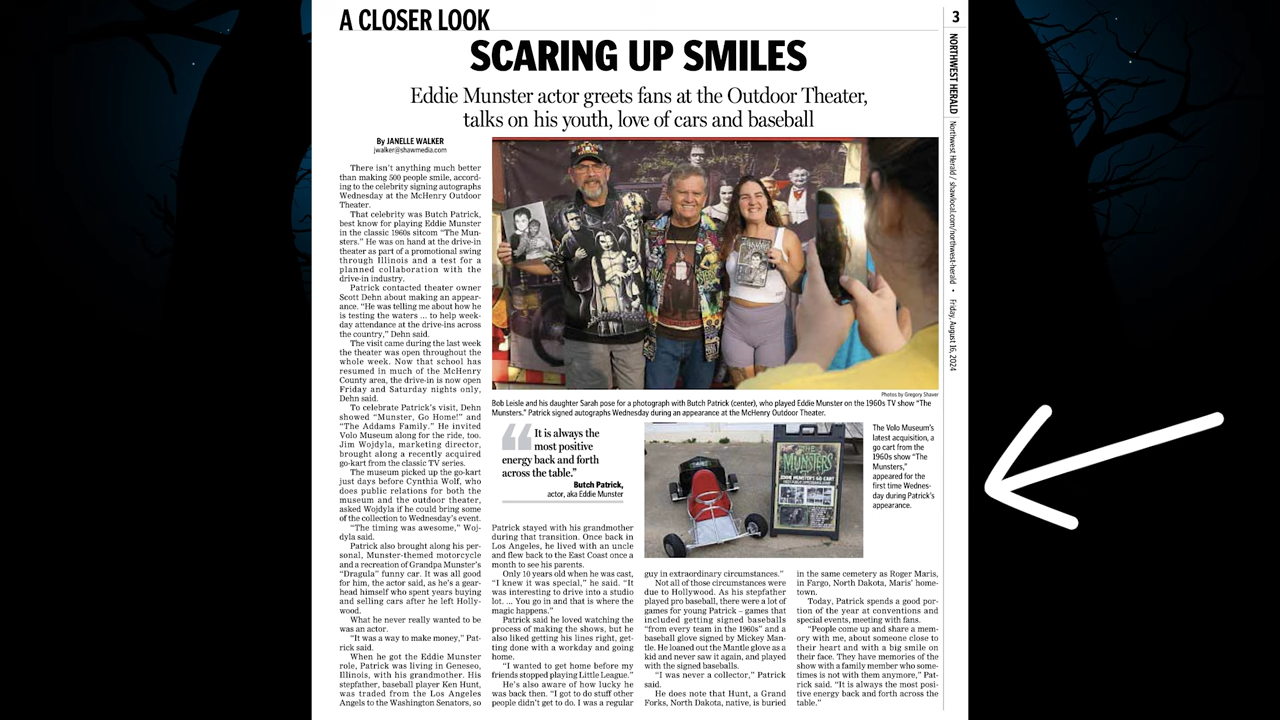 A CLOSER LOOK
SCARING UP SMILES
Eddie Munster actor greets fans at the Outdoor Theater,
talks on his youth, love of cars and baseball
By JANELLE WALKER
jwalker@shawmedia.com
There isn't anything much better
than making 500 people smile, accord-
ing to the celebrity signing autographs
Wednesday at the McHenry Outdoor
Theater.
That celebrity was Butch Patrick,
best know for playing Eddie Munster
in the classic 1960s sitcom “The Mun-
sters.” He was on hand at the drive-in
theater as part of a promotional swing
through Illinois and a test for a
planned collaboration with the
drive-in industry.
Patrick contacted theater owner
Scott Dehn about making an appear-
ance. “He was telling me about how he
is testing the waters ... to help week-
day attendance at the drive-ins across
the country,” Dehn said.
The visit came during the last week
the theater was open throughout the
whole week. Now that school has
resumed in much of the McHenry
County area, the drive-in is now open
Friday and Saturday nights only,
Dehn said.
To celebrate Patrick's visit, Dehn
showed “Munster, Go Home!” and
“The Addams Family.” He invited
Volo Museum along for the ride, too.
Jim Wojdyla, marketing director,
brought along a recently acquired
go-kart from the classic TV series.
The museum picked up the go-kart
just days before Cynthia Wolf, who
does public relations for both the
museum and the outdoor theater,
asked Wojdyla if he could bring some
of the collection to Wednesday's event.
“The timing was awesome,” Woj-
dyla said.
Patrick also brought along his per-
sonal, Munster-themed motorcycle
and a recreation of Grandpa Munster's
“Dragula” funny car. It was all good
for him, the actor said, as he's a gear-
head himself who spent years buying
and selling cars after he left Holly-
wood.
What he never really wanted to be
was an actor.
“It was a way to make money,” Pat-
rick said.
When he got the Eddie Munster
role, Patrick was living in Geneseo,
Illinois, with his grandmother. His
stepfather, baseball player Ken Hunt,
was traded from the Los Angeles
Angels to the Washington Senators, so
Photos by Gregory Shaver
Bob Leisle and his daughter Sarah pose for a photograph with Butch Patrick (center), who played Eddie Munster on the 1960s TV show “The
Munsters.” Patrick signed autographs Wednesday during an appearance at the McHenry Outdoor Theater.
“It is always the
most positive
energy back and forth
across the table.”
Butch Patrick,
actor, aka Eddie Munster
THE
MUNSTERS
The Volo Museum's
latest acquisition, a
go cart from the
1960s show “The
Munsters,”
appeared for the
first time Wednes-
day during Patrick's
appearance.
Patrick stayed with his grandmother
during that transition. Once back in
Los Angeles, he lived with an uncle
and flew back to the East Coast once a
month to see his parents.
Only 10 years old when he was cast,
“I knew it was special,” he said. “It
was interesting to drive into a studio
lot. ... You go in and that is where the
magic happens.”
Patrick said he loved watching the
process of making the shows, but he
also liked getting his lines right, get-
ting done with a workday and going
home.
“I wanted to get home before my
friends stopped playing Little League.”
He's also aware of how lucky he
was back then. “I got to do stuff other
people didn't get to do. I was a regular
guy in extraordinary circumstances.”
Not all of those circumstances were
due to Hollywood. As his stepfather
played pro baseball, there were a lot of
games for young Patrick – games that
included getting signed baseballs
“from every team in the 1960s” and a
baseball glove signed by Mickey Man-
tle. He loaned out the Mantle glove as a
kid and never saw it again, and played
with the signed baseballs.
“I was never a collector,” Patrick
said.
He does note that Hunt, a Grand
Forks, North Dakota, native, is buried
in the same cemetery as Roger Maris,
in Fargo, North Dakota, Maris' home-
town.
Today, Patrick spends a good por-
tion of the year at conventions and
special events, meeting with fans.
“People come up and share a mem-
ory with me, about someone close to
their heart and with a big smile on
their face. They have memories of the
show with a family member who some-
times is not with them anymore,” Pat-
rick said. “It is always the most posi-
tive energy back and forth across the
table.”
3
NORTHWEST HERALD
Northwest Herald / shawlocal.com/northwest-herald • Friday, August 16, 2024